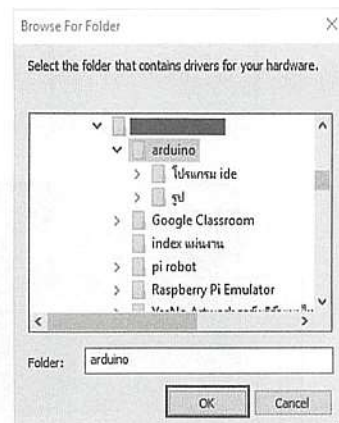 Browse For Folder
Select the folder that contains drivers for your hardware.
arduino
โปรแกรม ide
รูป
Google Classroom
index แผ่นงาน
pi robot
Raspberry Pi Emulator
Folder: arduino
OK Cancel